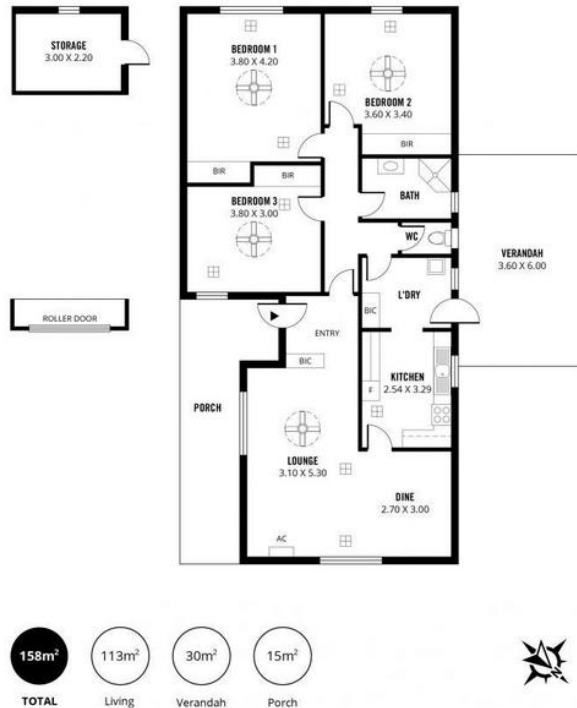 STORAGE
3.00 X 2.20
BEDROOM 1
3.80 X 4.20
BEDROOM 2
3.60 X 3.40
BIR
BIR
BIR
BEDROOM 3
3.80 X 3.00
BATH
WC
VERANDAH
3.60 X 6.00
L'DRY
BIC
ROLLER DOOR
ENTRY
BIC
KITCHEN
2.54 X 3.29
F
PORCH
LOUNGE
3.10 X 5.30
DINE
2.70 X 3.00
AC
158m²
113m²
30m²
15m²
TOTAL
Living
Verandah
Porch
N